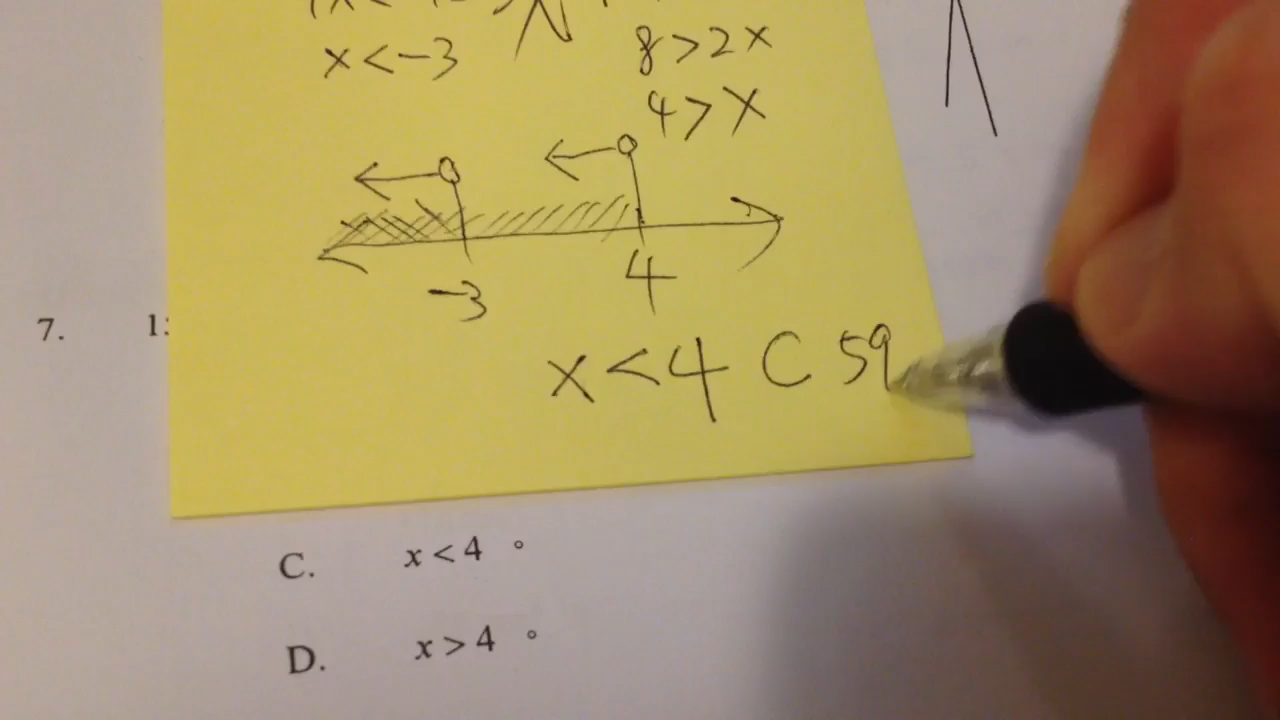 x<-3
8>2x
4>x
-3
4
x<4 C 59
7.
C. x<4 。
D. x>4 。